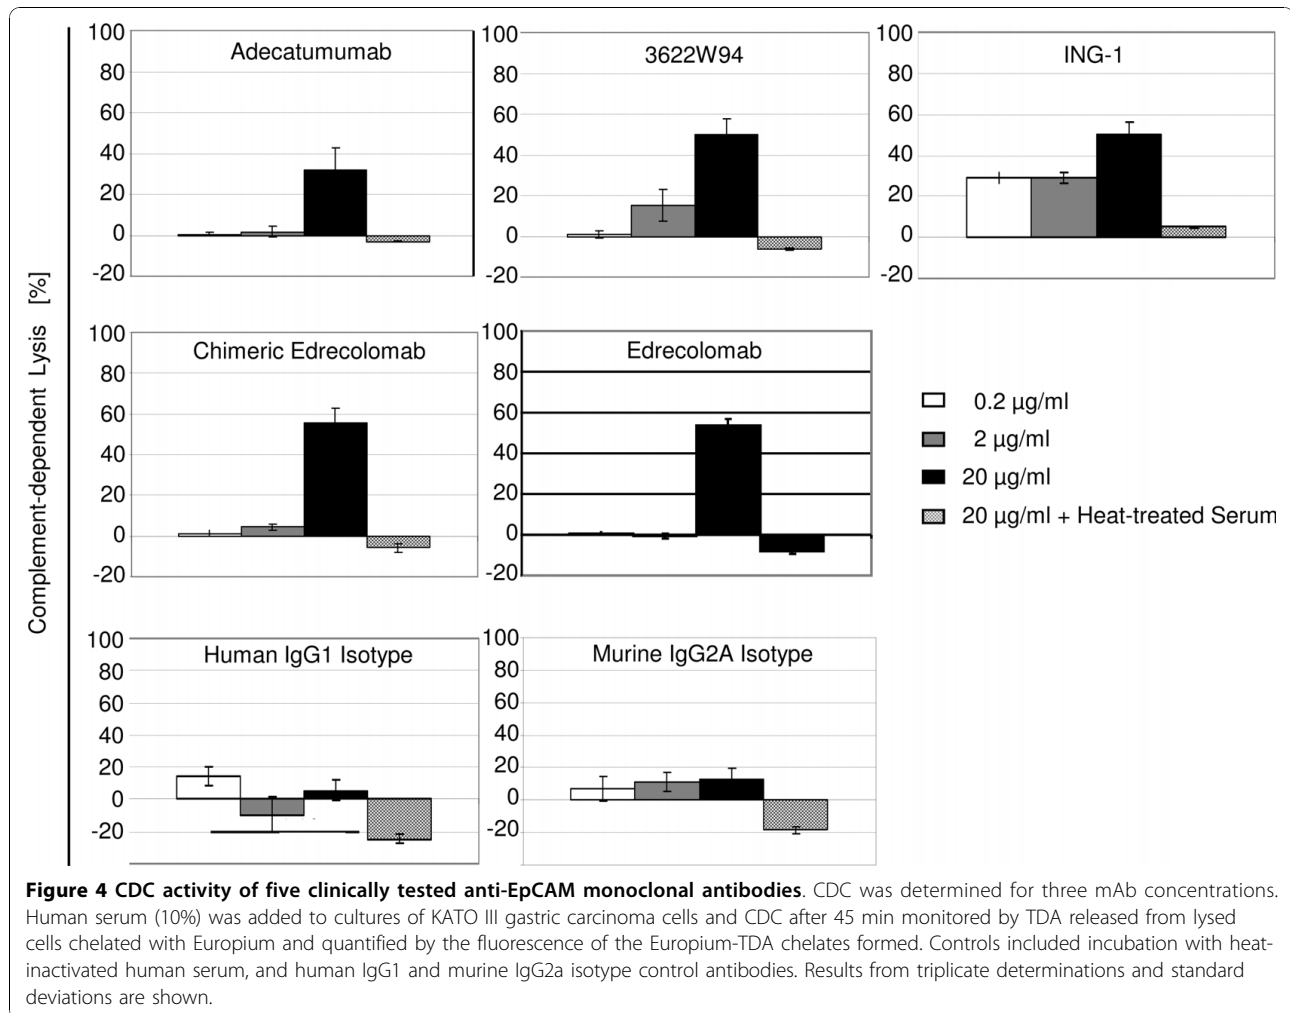 Complement-dependent Lysis [%]
Adecatumumab
100
80
60
40
20
0
-20
3622W94
100
80
60
40
20
0
-20
ING-1
100
80
60
40
20
0
-20
Chimeric Edrecolomab
100
80
60
40
20
0
-20
Edrecolomab
100
80
60
40
20
0
-20
0.2 µg/ml
2 µg/ml
20 µg/ml
20 µg/ml + Heat-treated Serum
Human IgG1 Isotype
100
80
60
40
20
0
-20
Murine IgG2A Isotype
100
80
60
40
20
0
-20
Figure 4 CDC activity of five clinically tested anti-EpCAM monoclonal antibodies. CDC was determined for three mAb concentrations.
Human serum (10%) was added to cultures of KATO III gastric carcinoma cells and CDC after 45 min monitored by TDA released from lysed
cells chelated with Europium and quantified by the fluorescence of the Europium-TDA chelates formed. Controls included incubation with heat-
inactivated human serum, and human IgG1 and murine IgG2a isotype control antibodies. Results from triplicate determinations and standard
deviations are shown.